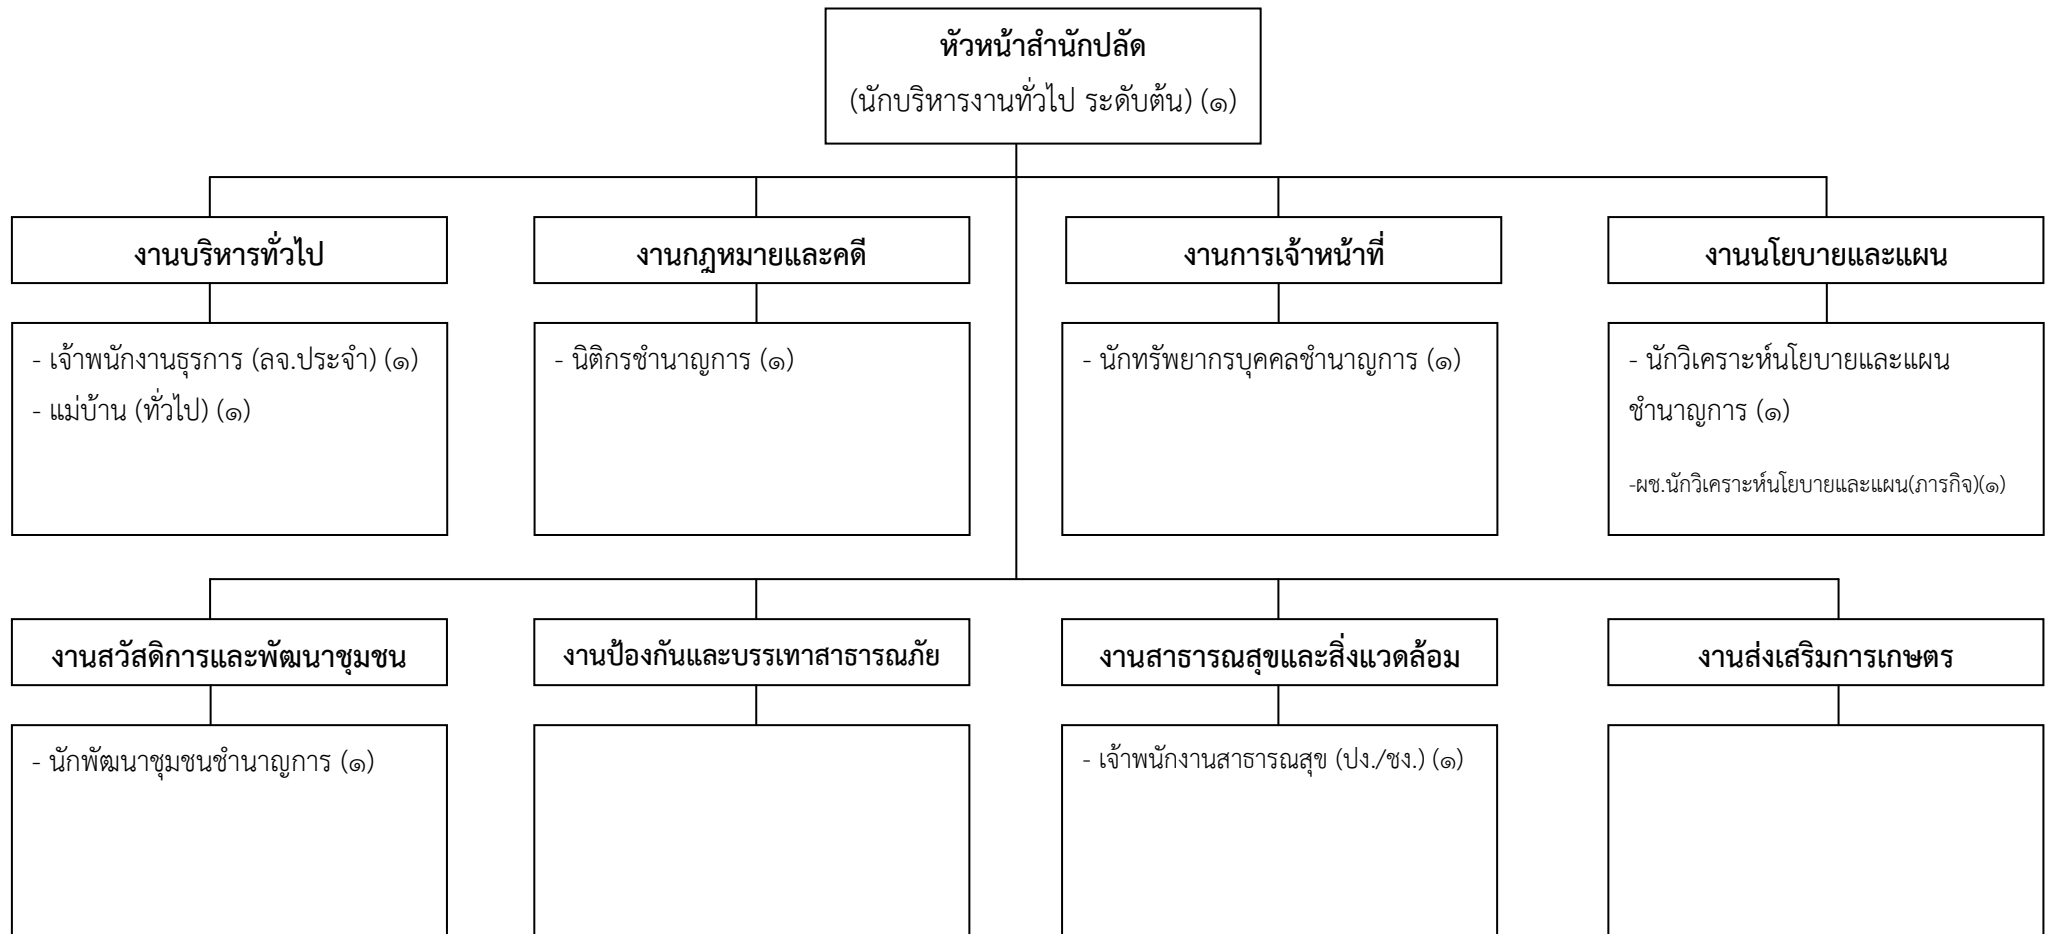 หัวหน้าสำนักปลัด
(นักบริหารงานทั่วไป ระดับต้น) (๑)
งานบริหารทั่วไป
งานกฎหมายและคดี
งานการเจ้าหน้าที่
งานนโยบายและแผน
- เจ้าพนักงานธุรการ (ลจ.ประจำ) (๑)
- แม่บ้าน (ทั่วไป) (๑)
- นิติกรชำนาญการ (๑)
- นักทรัพยากรบุคคลชำนาญการ (๑)
- นักวิเคราะห์นโยบายและแผน
ชำนาญการ (๑)
-ผช.นักวิเคราะห์นโยบายและแผน(ภารกิจ)(๑)
งานสวัสดิการและพัฒนาชุมชน
งานป้องกันและบรรเทาสาธารณภัย
งานสาธารณสุขและสิ่งแวดล้อม
งานส่งเสริมการเกษตร
- นักพัฒนาชุมชนชำนาญการ (๑)
- เจ้าพนักงานสาธารณสุข (ปง./ชง.) (๑)